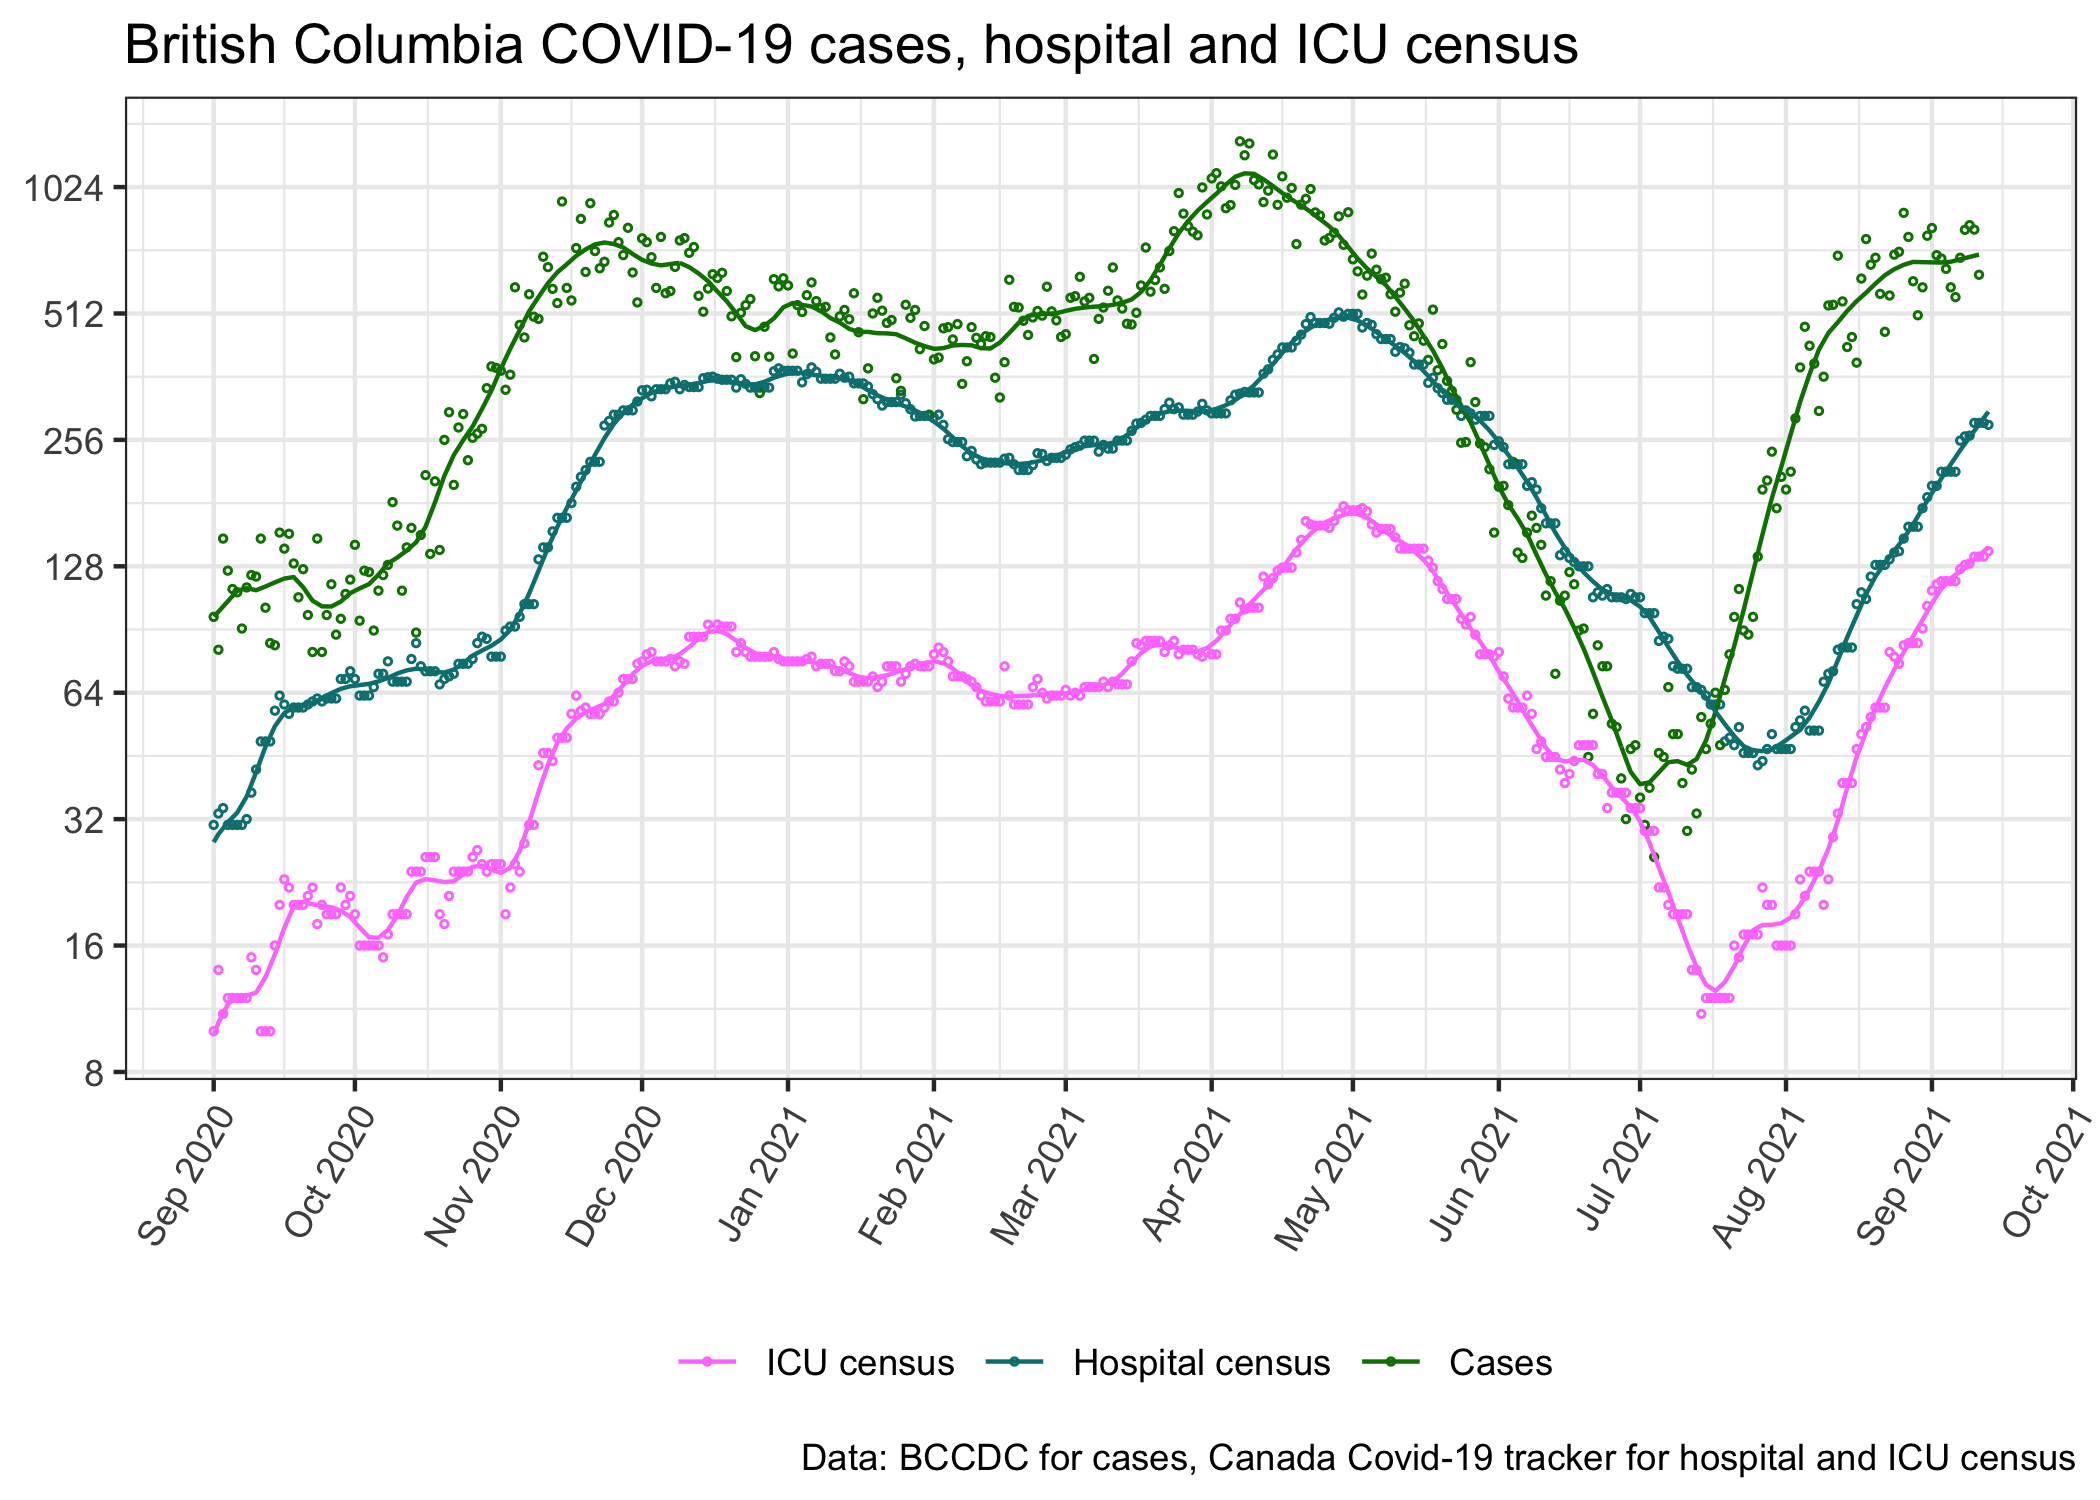 British Columbia COVID-19 cases, hospital and ICU census
1024
512
256
128
64
32
16
8
Sep 2020
Oct 2020
Nov 2020
Dec 2020
Jan 2021
Feb 2021
Mar 2021
Apr 2021
May 2021
Jun 2021
Jul 2021
Aug 2021
Sep 2021
Oct 2021
ICU census
Hospital census
Cases
Data: BCCDC for cases, Canada Covid-19 tracker for hospital and ICU census